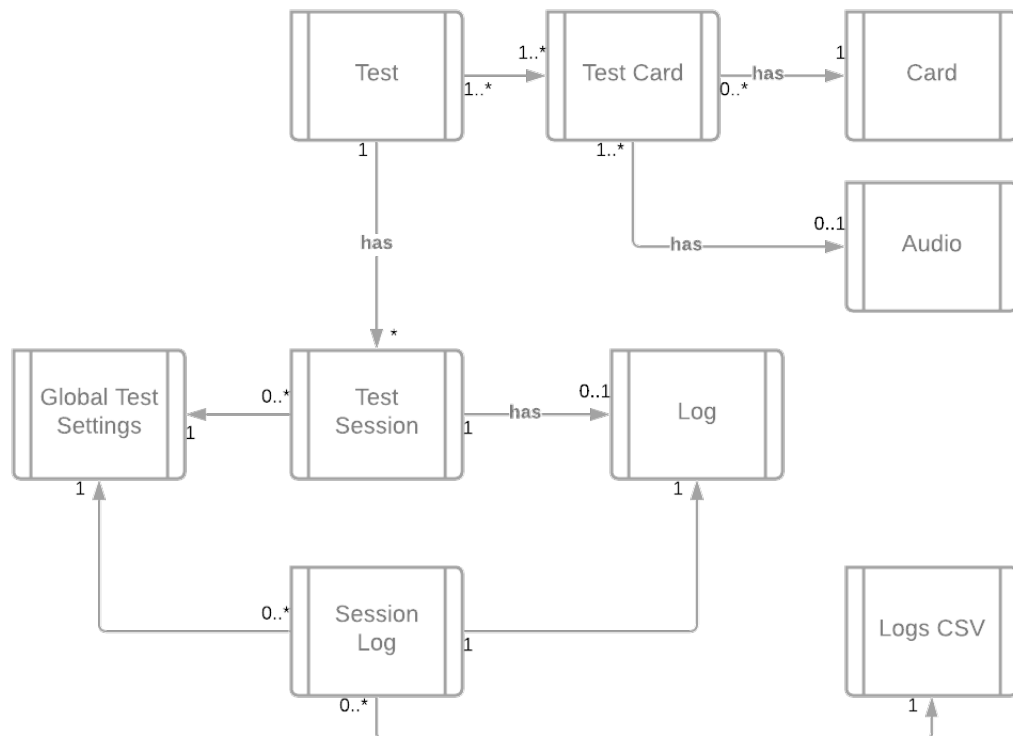 Test
1..*
1..*
Test Card
has
0..*
1
Card
1
1..*
has
0..1
Audio
has
*
Global Test
Settings
1
0..*
Test
Session
1
has
0..1
Log
1
1
0..*
Session
Log
1
Logs CSV
0..*
1